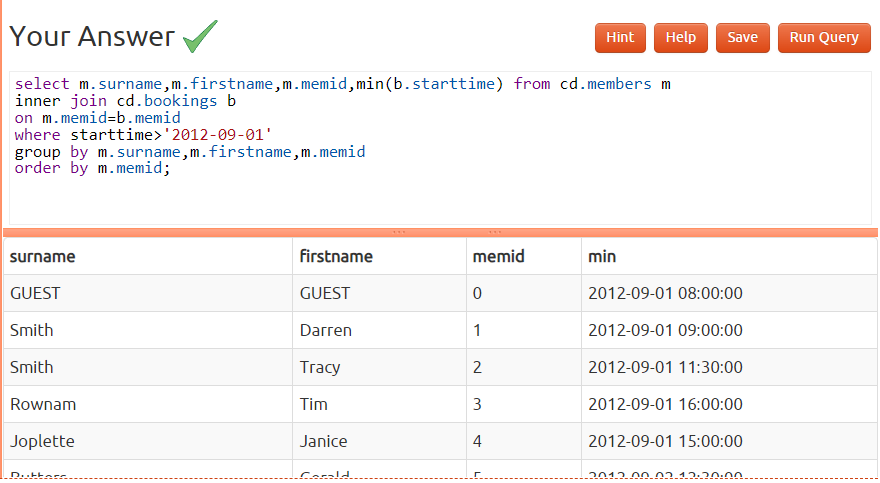 Your Answer
Hint Help Save Run Query
select m.surname,m.firstname,m.memid,min(b.starttime) from cd.members m
inner join cd.bookings b
on m.memid=b.memid
where starttime>'2012-09-01'
group by m.surname,m.firstname,m.memid
order by m.memid;
surname firstname memid min
GUEST GUEST 0 2012-09-01 08:00:00
Smith Darren 1 2012-09-01 09:00:00
Smith Tracy 2 2012-09-01 11:30:00
Rownam Tim 3 2012-09-01 16:00:00
Joplette Janice 4 2012-09-01 15:00:00
Butters Gerald 5